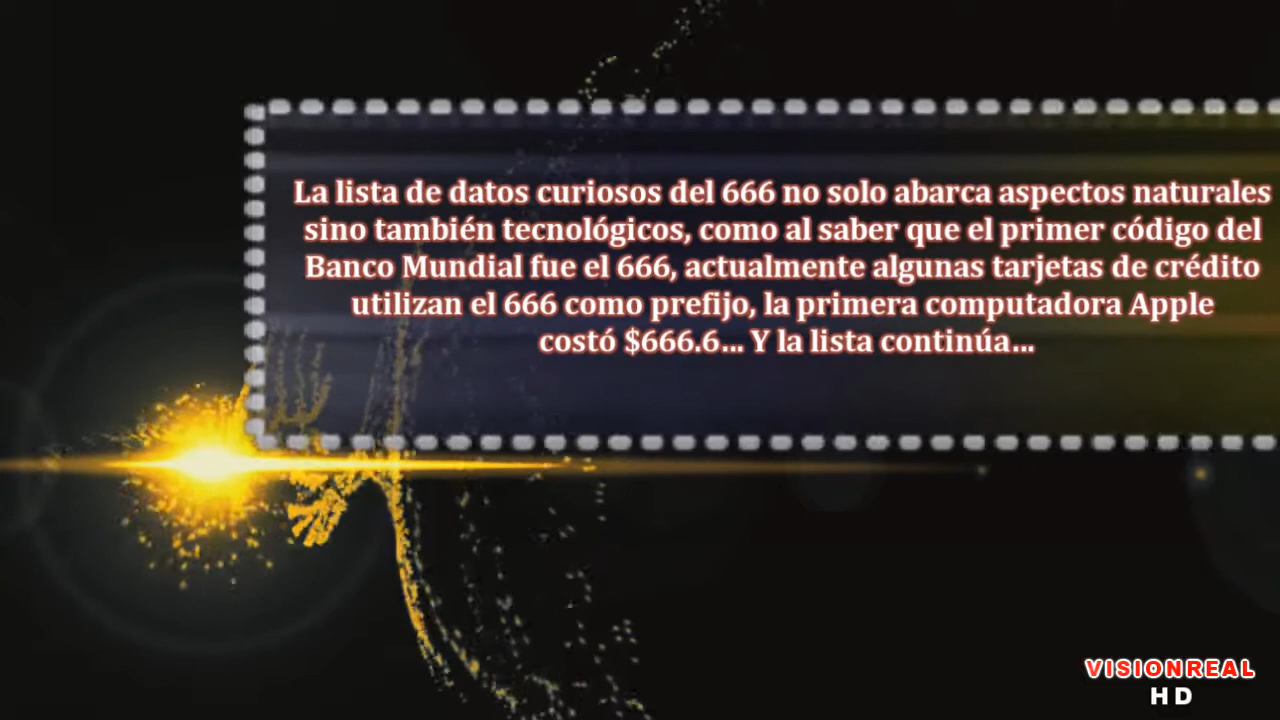 La lista de datos curiosos del 666 no solo abarca aspectos naturales
sino también tecnológicos, como al saber que el primer código del
Banco Mundial fue el 666, actualmente algunas tarjetas de crédito
utilizan el 666 como prefijo, la primera computadora Apple
costó $666.6... Y la lista continúa...
VISIONREAL
HD